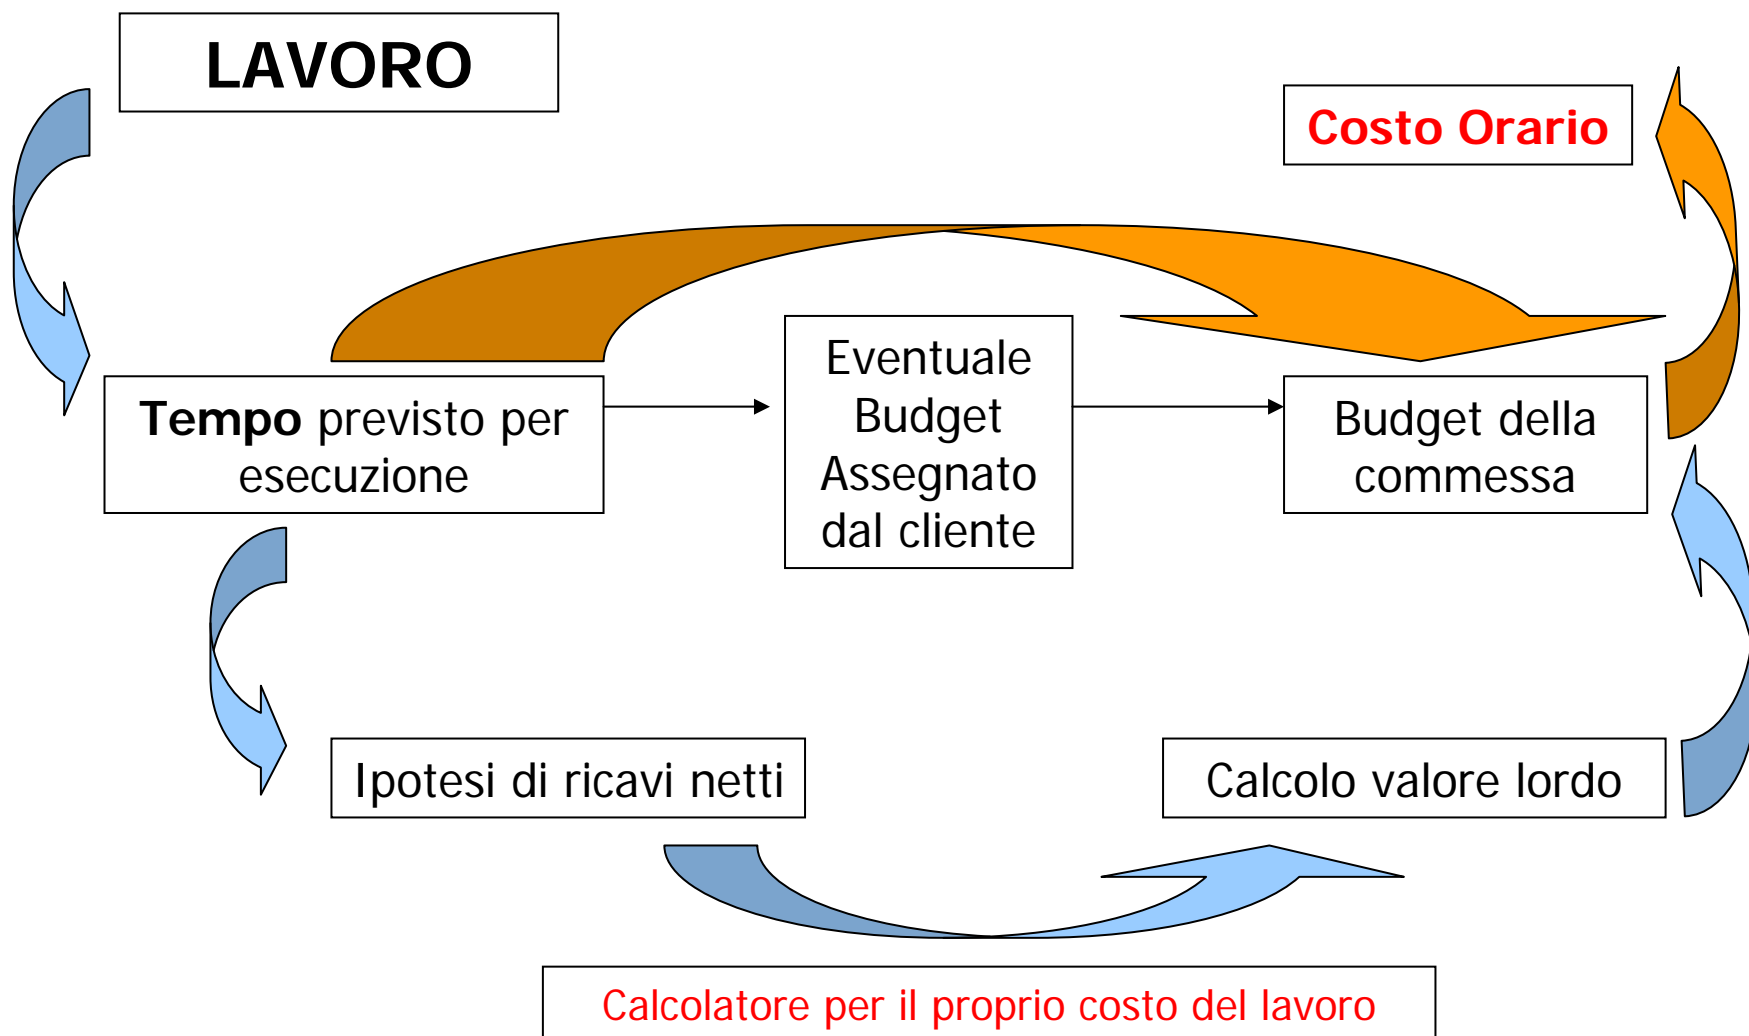 LAVORO
Costo Orario
Tempo previsto per
esecuzione
Eventuale
Budget
Assegnato
dal cliente
Budget della
commessa
Ipotesi di ricavi netti
Calcolo valore lordo
Calcolatore per il proprio costo del lavoro